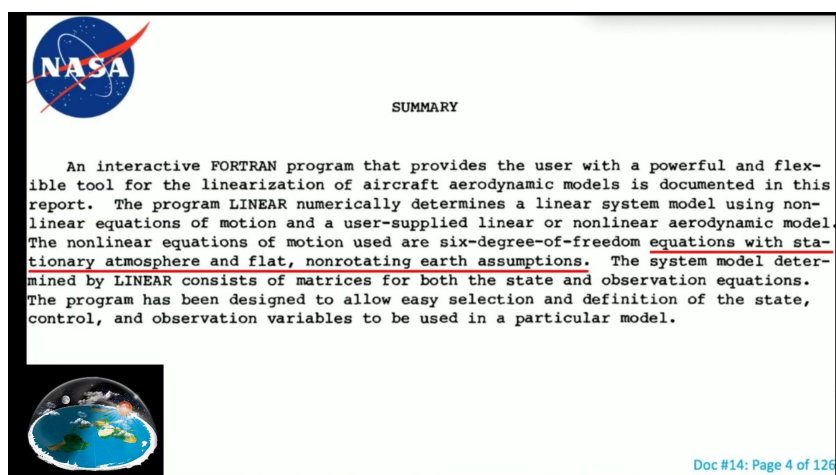 NASA
SUMMARY
An interactive FORTRAN program that provides the user with a powerful and flex-
ible tool for the linearization of aircraft aerodynamic models is documented in this
report. The program LINEAR numerically determines a linear system model using non-
linear equations of motion and a user-supplied linear or nonlinear aerodynamic model.
The nonlinear equations of motion used are six-degree-of-freedom equations with sta-
tionary atmosphere and flat, nonrotating earth assumptions. The system model deter-
mined by LINEAR consists of matrices for both the state and observation equations.
The program has been designed to allow easy selection and definition of the state,
control, and observation variables to be used in a particular model.
Doc #14: Page 4 of 126